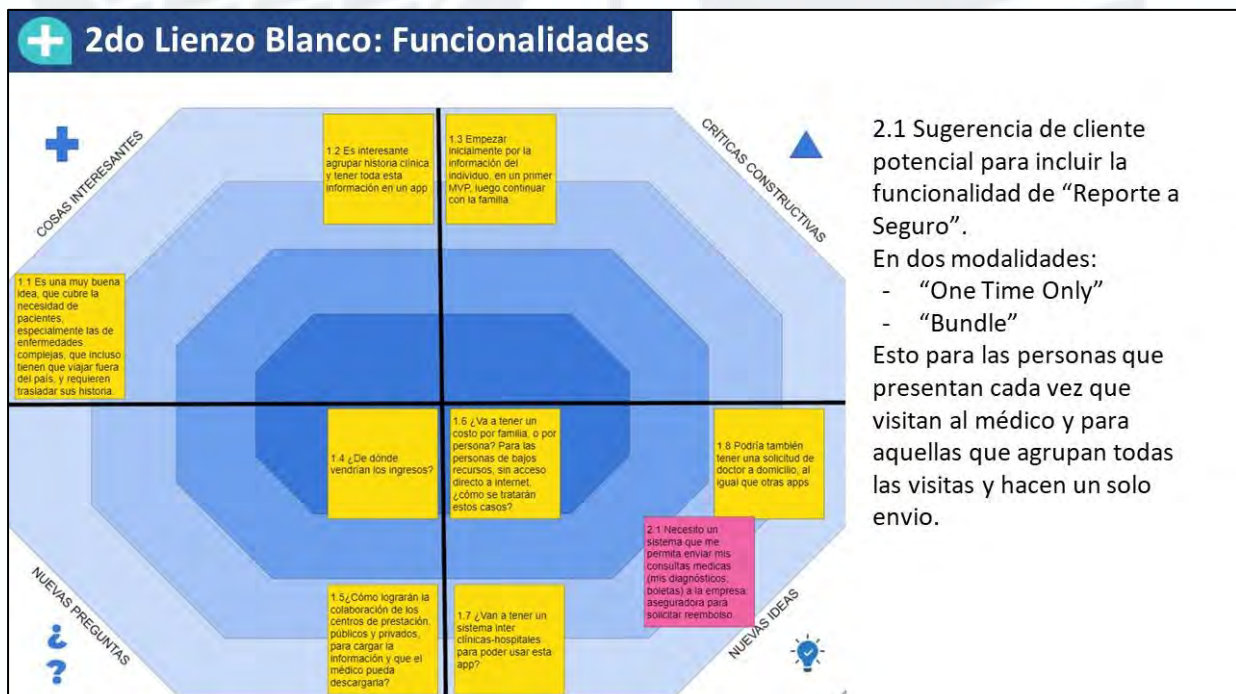 2do Lienzo Blanco: Funcionalidades
COSAS INTERESANTES
1.2 Es interesante
agrupar historia clínica
y tener toda esta
información en un app
1.3 Empezar
inicialmente por la
información del
individuo, en un primer
MVP, luego continuar
con la familia
CRÍTICAS CONSTRUCTIVAS
1.1 Es una muy buena
idea, que cubre la
necesidad de
pacientes,
especialmente las de
enfermedades
complejas, que incluso
tienen que viajar fuera
del país, y requieren
trasladar sus historia.
1.4 ¿De dónde
vendrían los ingresos?
1.6 ¿Va a tener un
costo por familia, o por
persona? Para las
personas de bajos
recursos, sin acceso
directo a internet,
¿cómo se tratarán
estos casos?
1.8 Podría también
tener una solicitud de
doctor a domicilio, al
igual que otras apps
2.1 Necesito un
sistema que me
permita enviar mis
consultas medicas
(mis diagnósticos,
boletas) a la empresa
aseguradora para
solicitar reembolso
NUEVAS PREGUNTAS
¿
?
1.5¿Cómo lograrán la
colaboración de los
centros de prestación,
públicos y privados,
para cargar la
información y que el
médico pueda
descargarla?
1.7 ¿Van a tener un
sistema inter
clínicas-hospitales
para poder usar esta
app?
NUEVAS IDEAS
2.1 Sugerencia de cliente
potencial para incluir la
funcionalidad de “Reporte a
Seguro”.
En dos modalidades:
- “One Time Only”
- “Bundle”
Esto para las personas que
presentan cada vez que
visitan al médico y para
aquellas que agrupan todas
las visitas y hacen un solo
envio.